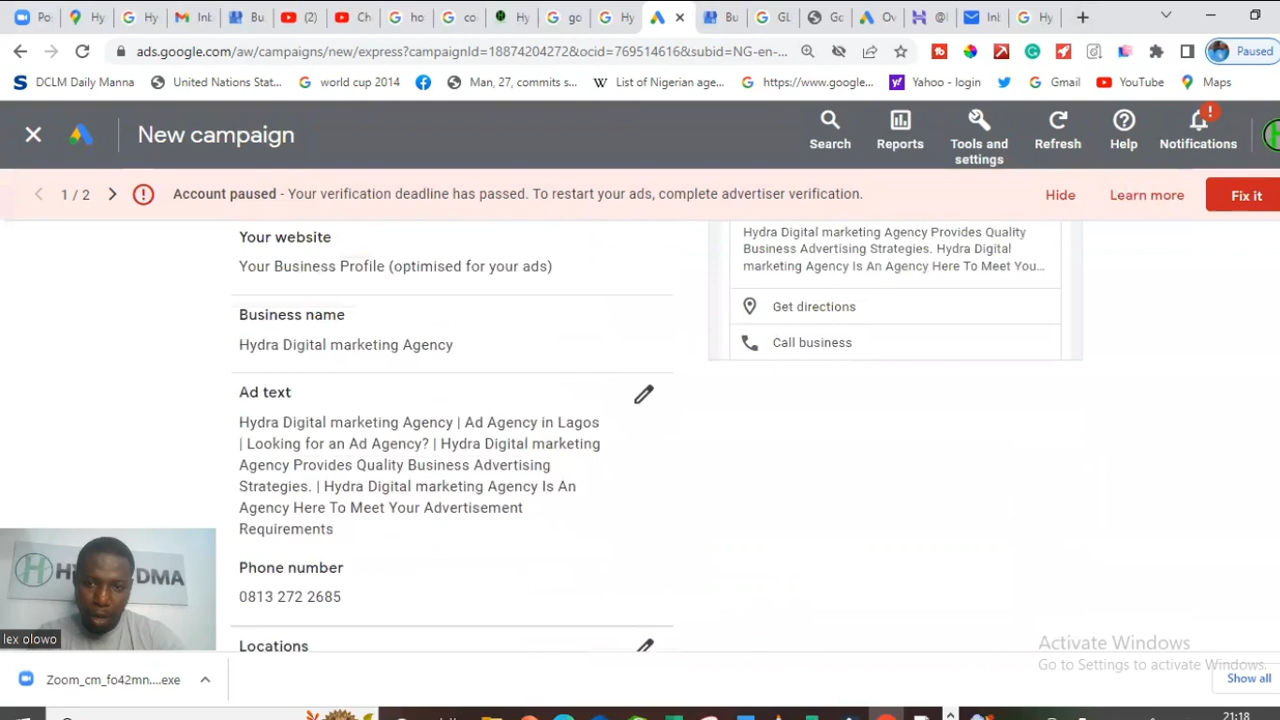 Po
Hy
Hy
Inl
Bu
(2)
Ch
ho
co
Hy
go
Hy
Bu
GL
Gc
Ov
@l
Inl
Hy
ads.google.com/aw/campaigns/new/express?campaignId=18874204272&ocid=769514616&subid=NG-en-...
Paused
DCLM Daily Manna
United Nations Stat...
world cup 2014
Man, 27, commits s...
List of Nigerian age...
https://www.google...
Yahoo - login
Gmail
YouTube
Maps
New campaign
Search
Reports
Tools and settings
Refresh
Help
Notifications
1 / 2
Account paused - Your verification deadline has passed. To restart your ads, complete advertiser verification.
Hide
Learn more
Fix it
Your website
Your Business Profile (optimised for your ads)
Business name
Hydra Digital marketing Agency
Ad text
Hydra Digital marketing Agency | Ad Agency in Lagos
| Looking for an Ad Agency? | Hydra Digital marketing
Agency Provides Quality Business Advertising
Strategies. | Hydra Digital marketing Agency Is An
Agency Here To Meet Your Advertisement
Requirements
Phone number
0813 272 2685
Locations
Hydra Digital marketing Agency Provides Quality
Business Advertising Strategies. Hydra Digital
marketing Agency Is An Agency Here To Meet You...
Get directions
Call business
DMA
lex olowo
Activate Windows
Go to Settings to activate Windows.
Zoom_cm_fo42mn....exe
Show all
21:18